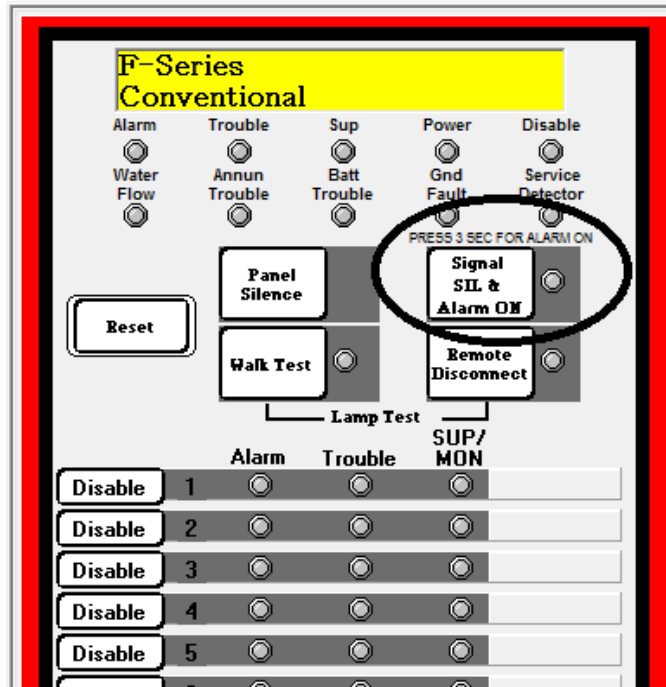 F-Series
Conventional
Alarm Trouble Sup Power Disable
Water Annun Batt Gnd Service
Flow Trouble Trouble Fault Detector
PRESS 3 SEC FOR ALARM ON
Panel Signal
Silence SIL &
Alarm ON
Reset
Walk Test Remote
Disconnect
Lamp Test
SUP/
Alarm Trouble MON
Disable 1
Disable 2
Disable 3
Disable 4
Disable 5